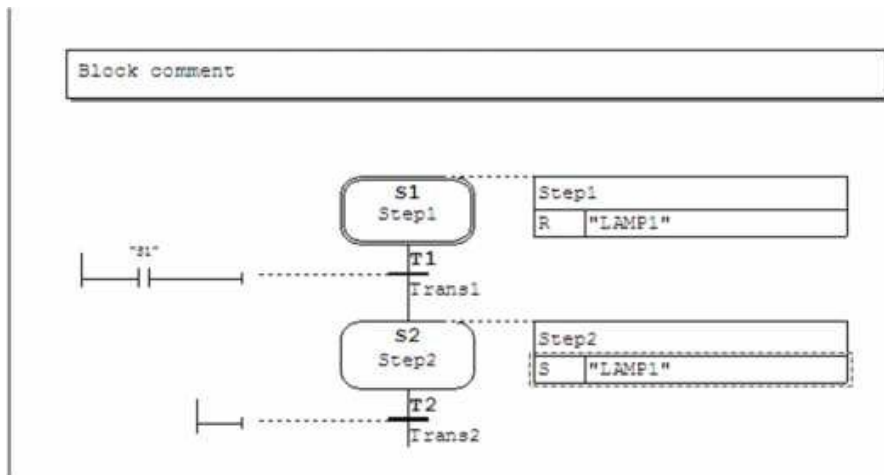 Block comment
S1
Step1
Step1
R "LAMP1"
"S1"
T1
Trans1
S2
Step2
Step2
S "LAMP1"
T2
Trans2